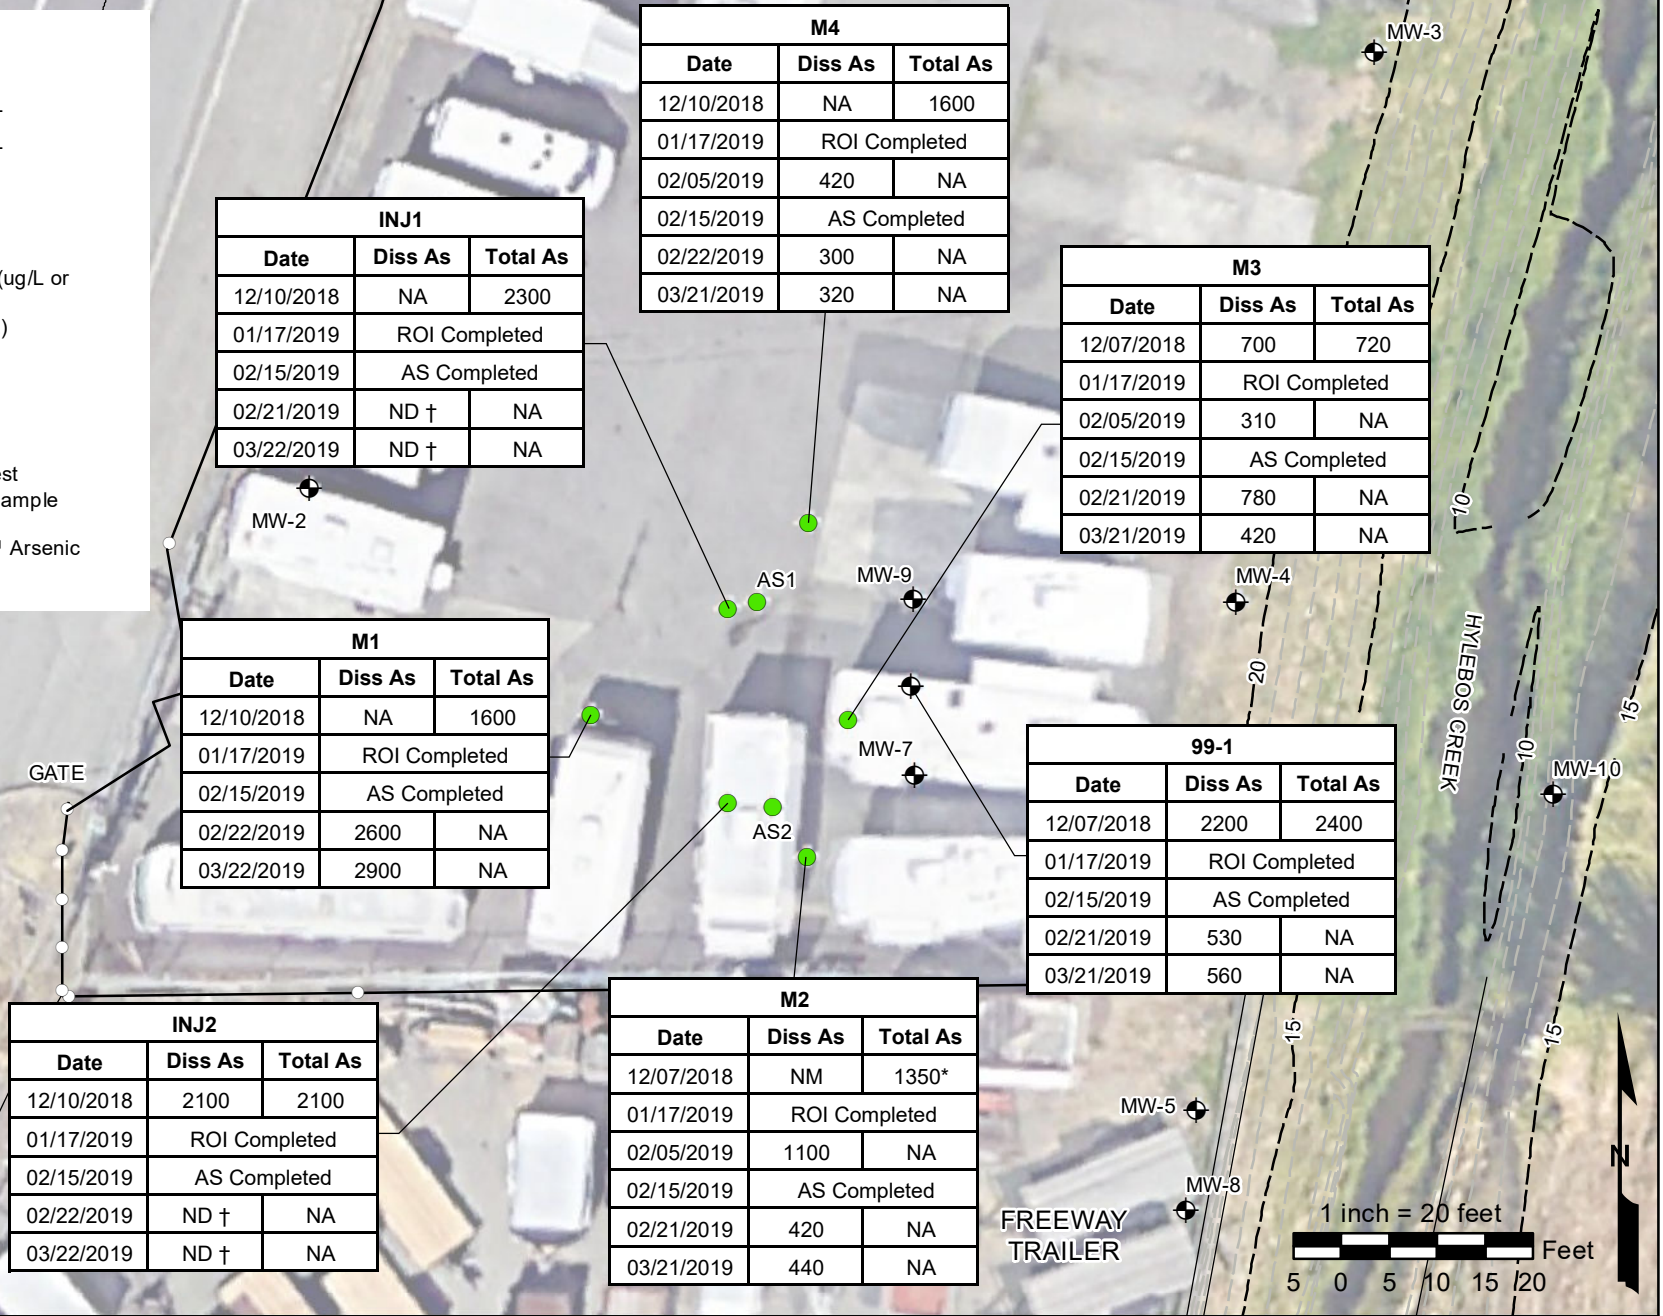 (ug/L or
)
est
ample
Arsenic
M4
Date Diss As Total As
12/10/2018 NA 1600
01/17/2019 ROI Completed
02/05/2019 420 NA
02/15/2019 AS Completed
02/22/2019 300 NA
03/21/2019 320 NA
MW-3
INJ1
Date Diss As Total As
12/10/2018 NA 2300
01/17/2019 ROI Completed
02/15/2019 AS Completed
02/21/2019 ND † NA
03/22/2019 ND † NA
M3
Date Diss As Total As
12/07/2018 700 720
01/17/2019 ROI Completed
02/05/2019 310 NA
02/15/2019 AS Completed
02/21/2019 780 NA
03/21/2019 420 NA
10
MW-2
AS1
MW-9
MW-4
M1
Date Diss As Total As
12/10/2018 NA 1600
01/17/2019 ROI Completed
02/15/2019 AS Completed
02/22/2019 2600 NA
03/22/2019 2900 NA
20
HYLEBOS CREEK
15
10
MW-10
GATE
MW-7
AS2
99-1
Date Diss As Total As
12/07/2018 2200 2400
01/17/2019 ROI Completed
02/15/2019 AS Completed
02/21/2019 530 NA
03/21/2019 560 NA
INJ2
Date Diss As Total As
12/10/2018 2100 2100
01/17/2019 ROI Completed
02/15/2019 AS Completed
02/22/2019 ND † NA
03/22/2019 ND † NA
M2
Date Diss As Total As
12/07/2018 NM 1350*
01/17/2019 ROI Completed
02/05/2019 1100 NA
02/15/2019 AS Completed
02/21/2019 420 NA
03/21/2019 440 NA
15
15
MW-5
MW-8
FREEWAY
TRAILER
1 inch = 20 feet
Feet
5 0 5 10 15 20
N